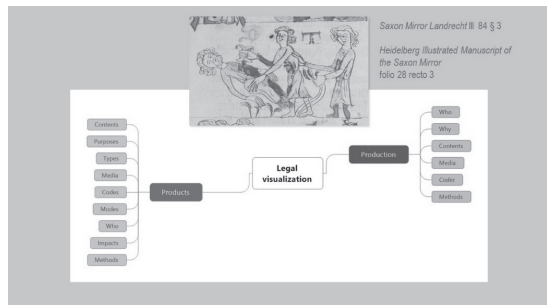 Saxon Mirror Landrecht III 84 § 3
Heidelberg Illustrated Manuscript of
the Saxon Mirror
folio 28 recto 3
Contents
Purposes
Types
Media
Codes
Modes
Who
Impacts
Methods
Products
Legal
visualization
Production
Who
Why
Contents
Media
Codes
Methods